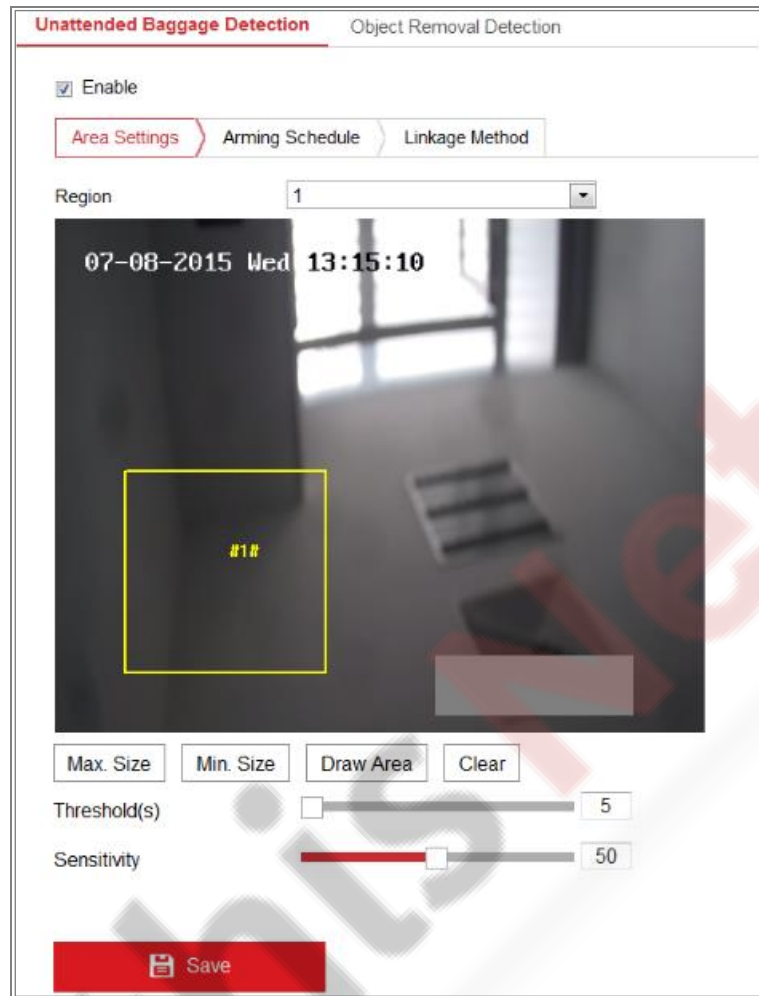 Unattended Baggage Detection Object Removal Detection
Enable
Area Settings Arming Schedule Linkage Method
Region 1
07-08-2015 Wed 13:15:10
#1#
Max. Size Min. Size Draw Area Clear
Threshold(s) 5
Sensitivity 50
Save